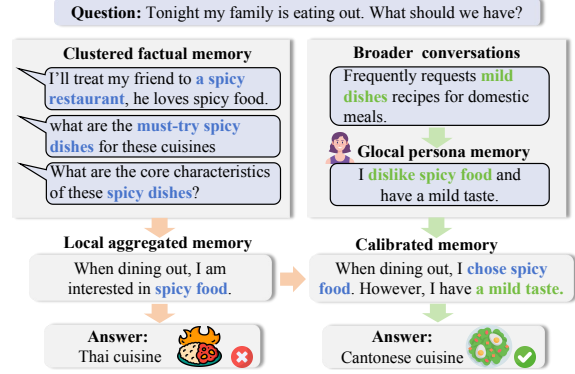 Question: Tonight my family is eating out. What should we have?
Clustered factual memory
I'll treat my friend to a spicy
restaurant, he loves spicy food.
what are the must-try spicy
dishes for these cuisines
What are the core characteristics
of these spicy dishes?
Local aggregated memory
When dining out, I am
interested in spicy food.
Answer:
Thai cuisine
Broader conversations
Frequently requests mild
dishes recipes for domestic
meals.
Glocal persona memory
I dislike spicy food and
have a mild taste.
Calibrated memory
When dining out, I chose spicy
food. However, I have a mild taste.
Answer:
Cantonese cuisine